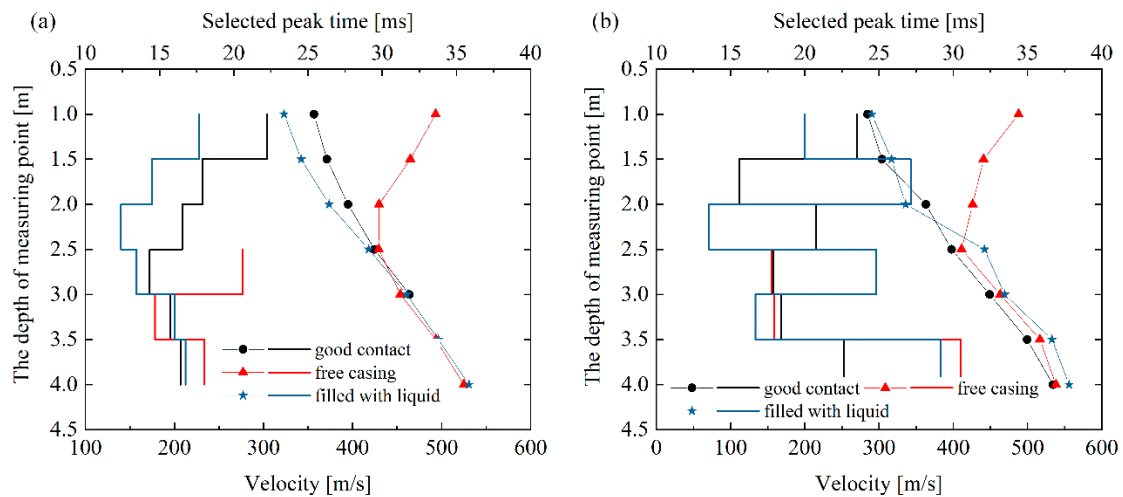 (a)
Selected peak time [ms]
10 15 20 25 30 35 40
The depth of measuring point [m]
0.5
1.0
1.5
2.0
2.5
3.0
3.5
4.0
4.5
good contact
free casing
filled with liquid
100 200 300 400 500 600
Velocity [m/s]
(b)
Selected peak time [ms]
10 15 20 25 30 35 40
The depth of measuring point [m]
0.5
1.0
1.5
2.0
2.5
3.0
3.5
4.0
4.5
good contact free casing
filled with liquid
0 100 200 300 400 500 600
Velocity [m/s]